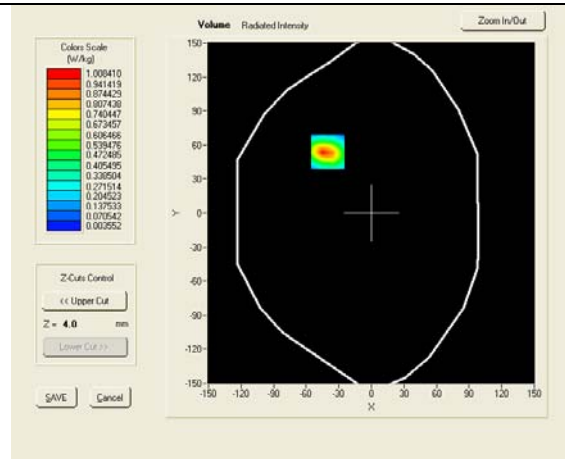 Volume Radiated Intensity
Zoom In/Out
Colors Scale
(W/kg)
1.008410
0.941419
0.874429
0.807438
0.740447
0.673457
0.606466
0.539476
0.472485
0.405495
0.338504
0.271514
0.204523
0.137533
0.070542
0.003552
Z-Cuts Control
<< Upper Cut
Z = 4.0 mm
Lower Cut >>
SAVE Cancel
150
120
90
60
30
0
-30
-60
-90
-120
-150
Y
-150 -120 -90 -60 -30 0 30 60 90 120 150
X